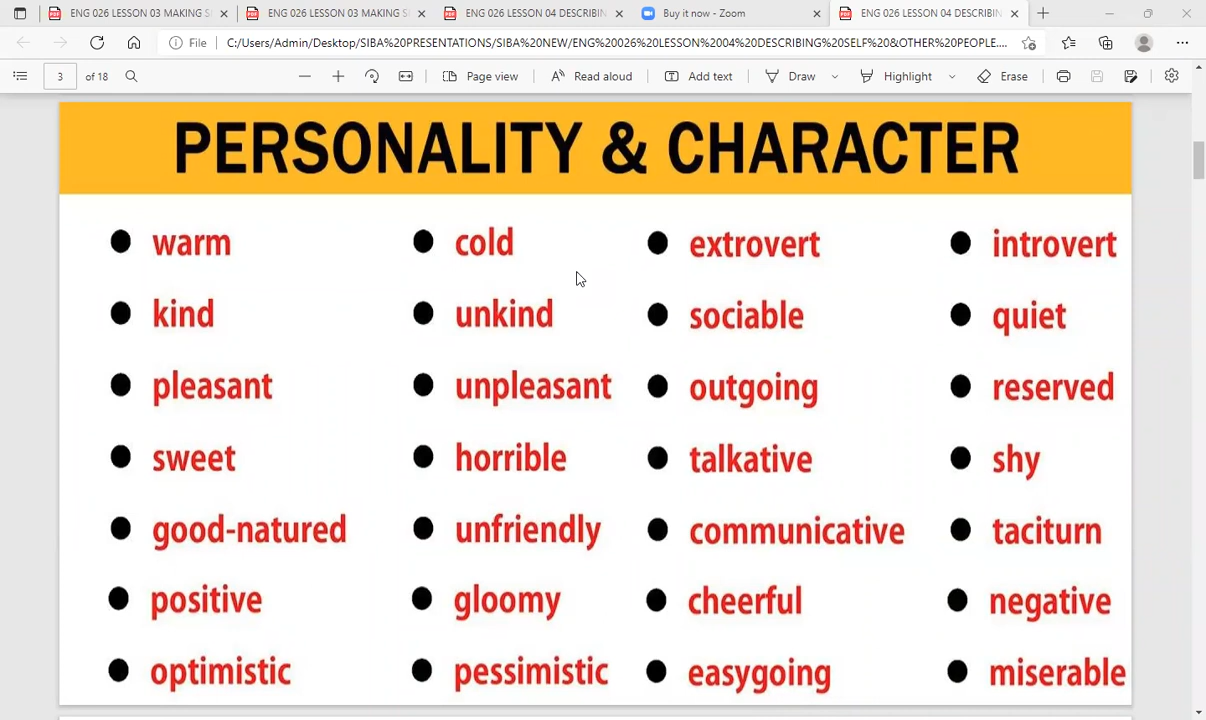 ENG 026 LESSON 03 MAKING S
ENG 026 LESSON 03 MAKING S
ENG 026 LESSON 04 DESCRIBIN
Buy it now - Zoom
ENG 026 LESSON 04 DESCRIBIN
File C:/Users/Admin/Desktop/SIBA%20PRESENTATIONS/SIBA%20NEW/ENG%20026%20LESSON%2004%20DESCRIBING%20SELF%20&OTHER%20PEOPLE....
3 of 18 Page view Read aloud Add text Draw Highlight Erase
PERSONALITY & CHARACTER
warm cold extrovert introvert
kind unkind sociable quiet
pleasant unpleasant outgoing reserved
sweet horrible talkative shy
good-natured unfriendly communicative taciturn
positive gloomy cheerful negative
optimistic pessimistic easygoing miserable